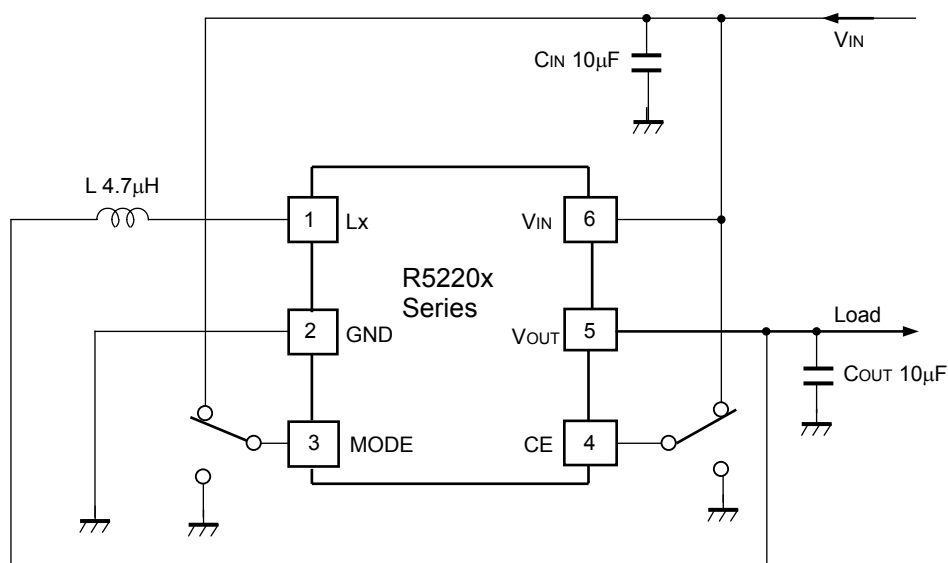 VIN
CIN 10μF
L 4.7μH
1
Lx
VIN
6
R5220x
Series
2
GND
VOUT
5
Load
COUT 10μF
3
MODE
CE
4